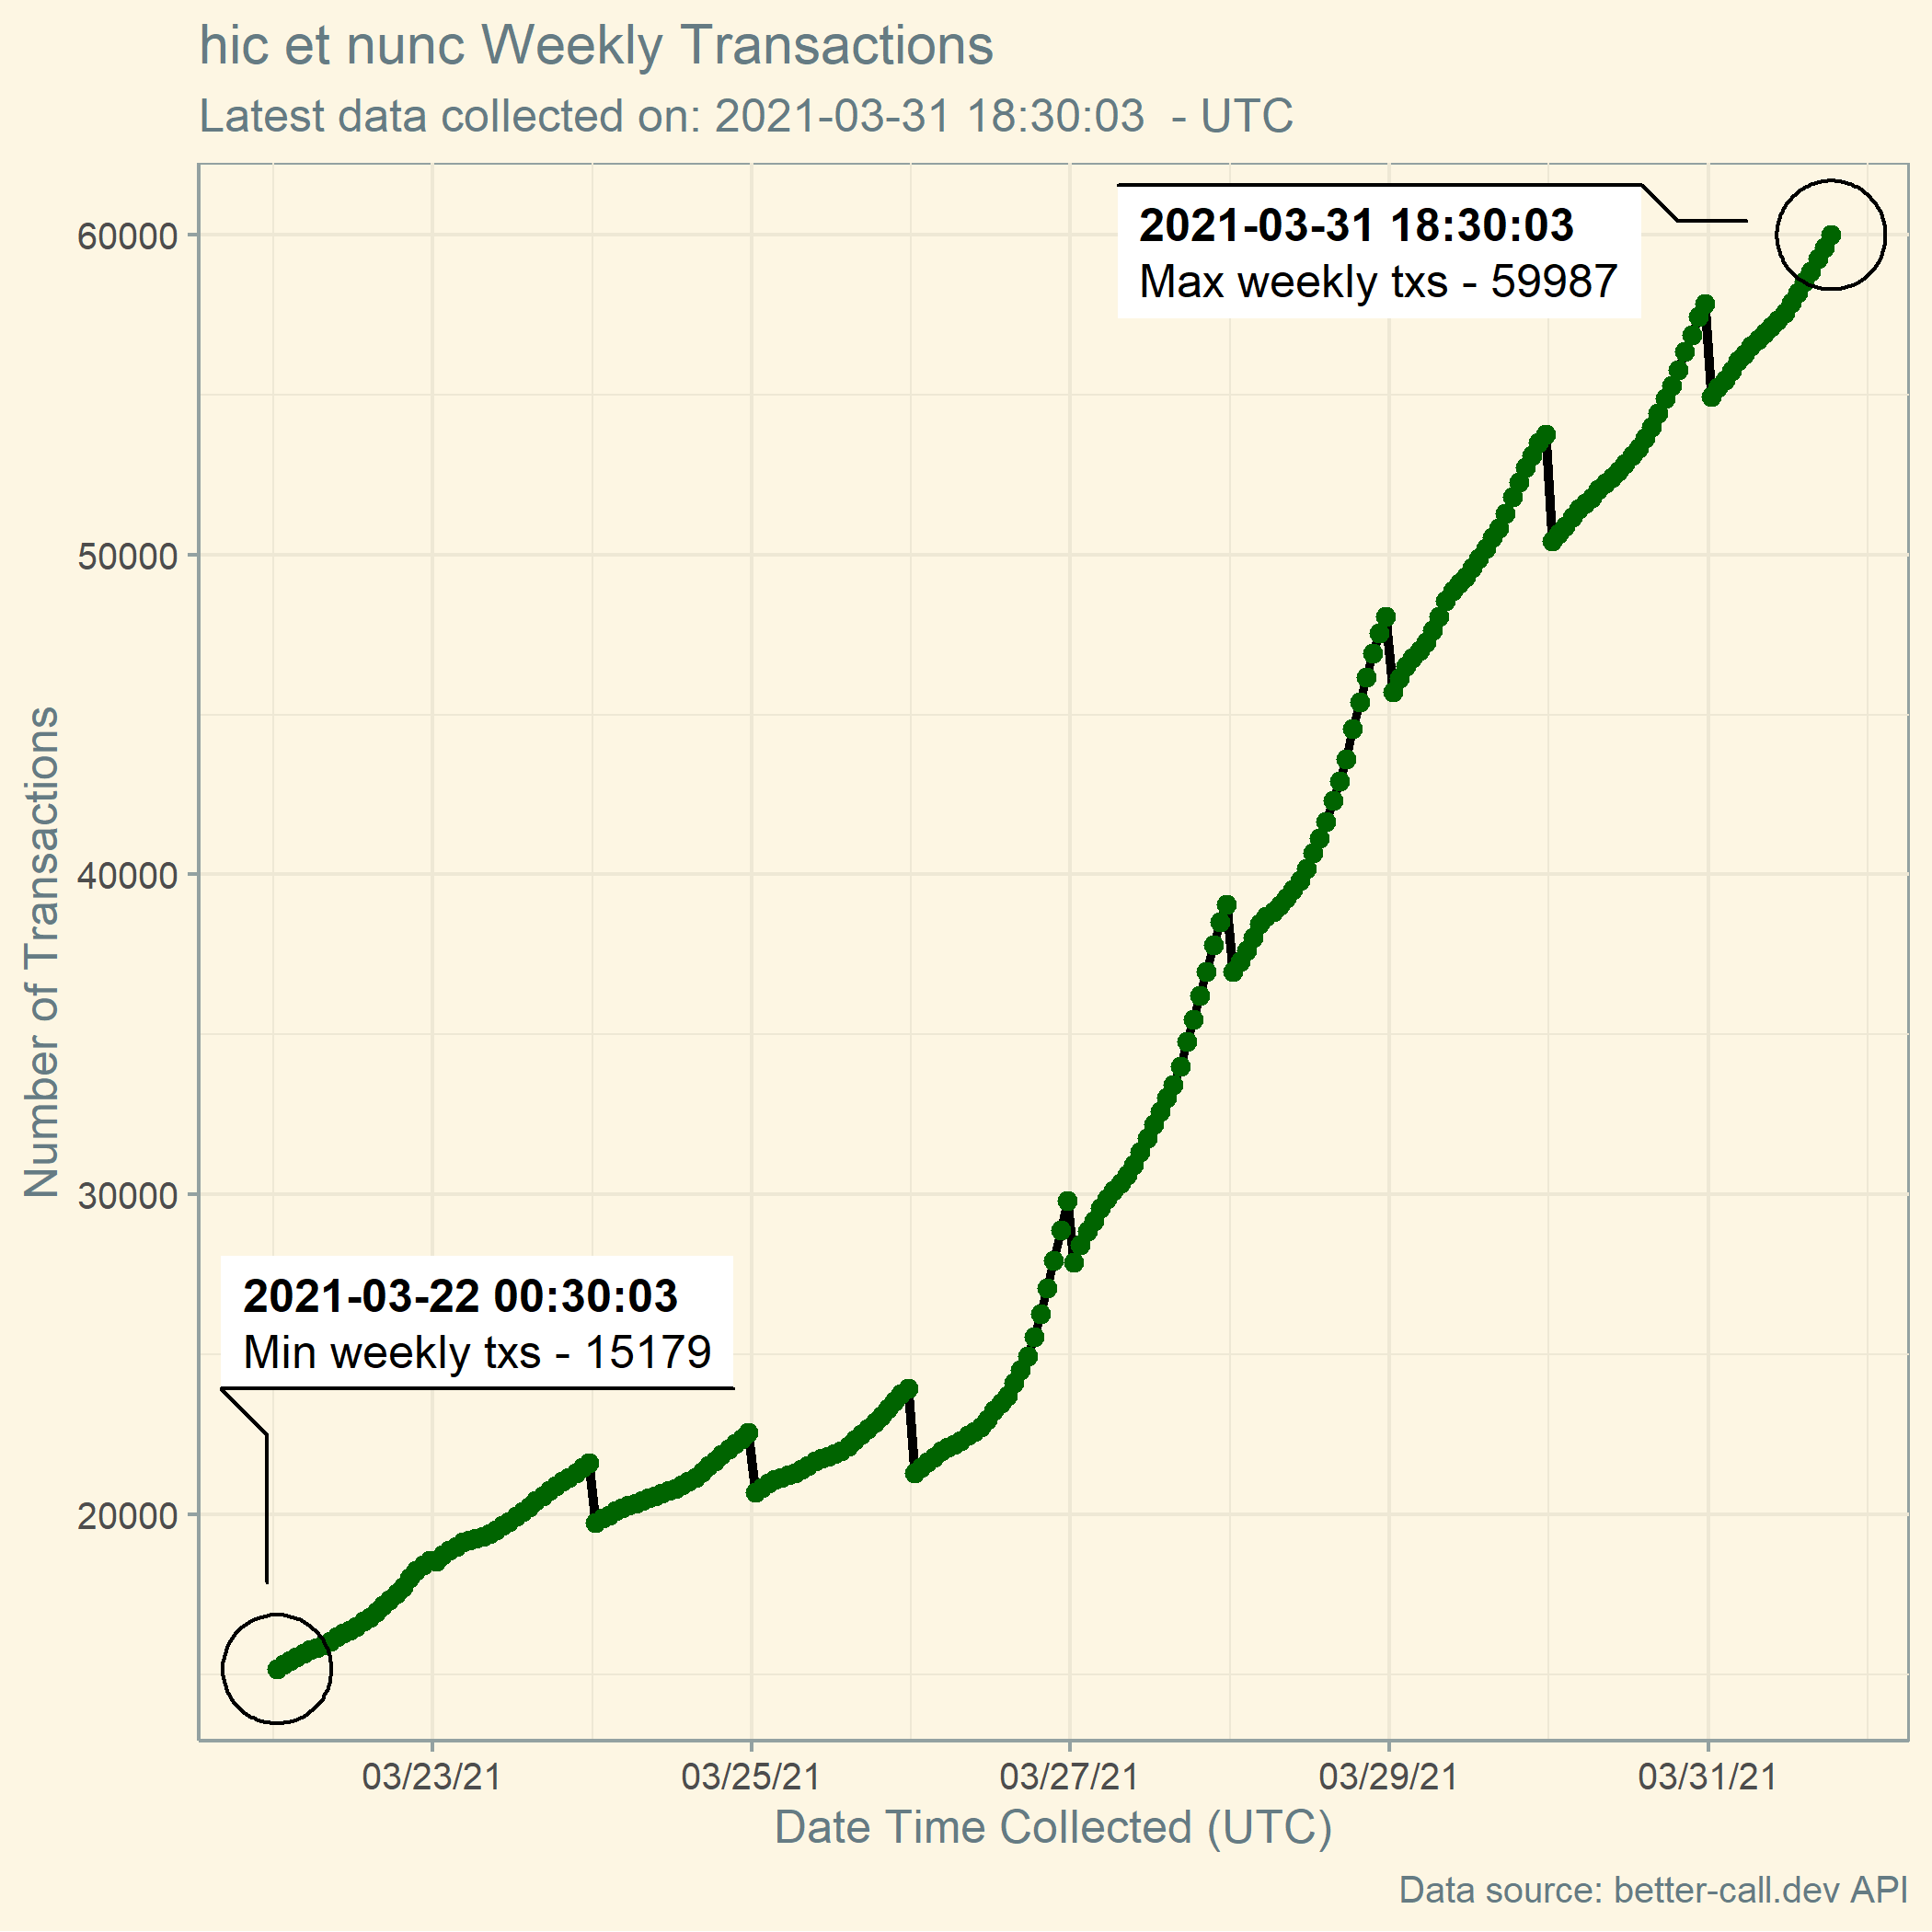 hic et nunc Weekly Transactions
Latest data collected on: 2021-03-31 18:30:03  - UTC
Number of Transactions
60000
50000
40000
30000
20000
2021-03-31 18:30:03
Max weekly txs - 59987
2021-03-22 00:30:03
Min weekly txs - 15179
03/23/21
03/25/21
03/27/21
03/29/21
03/31/21
Date Time Collected (UTC)
Data source: better-call.dev API